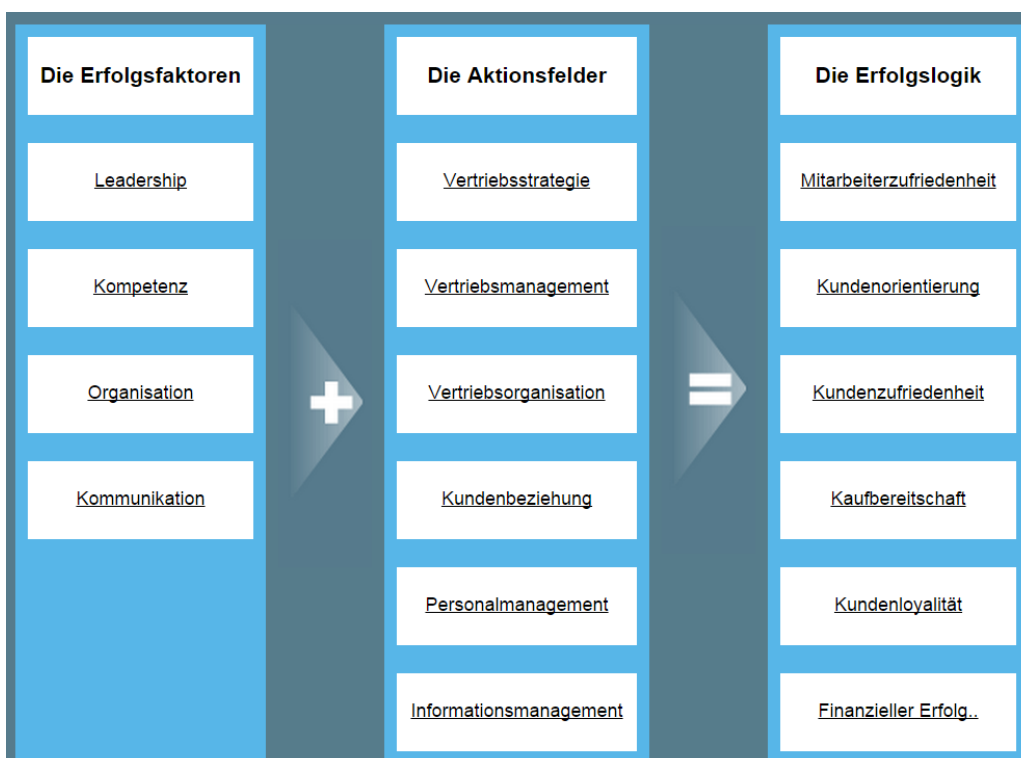 Die Erfolgsfaktoren
Leadership
Kompetenz
Organisation
Kommunikation
+
Die Aktionsfelder
Vertriebsstrategie
Vertriebsmanagement
Vertriebsorganisation
Kundenbeziehung
Personalmanagement
Informationsmanagement
=
Die Erfolgslogik
Mitarbeiterzufriedenheit
Kundenorientierung
Kundenzufriedenheit
Kaufbereitschaft
Kundenloyalität
Finanzieller Erfolg..